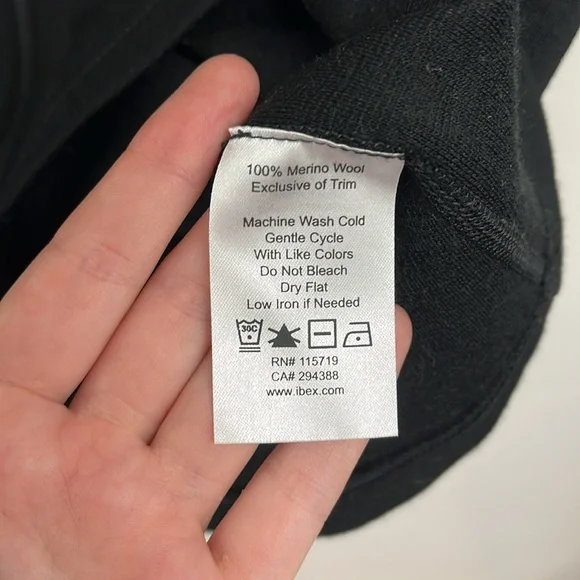 100% Merino Wool
Exclusive of Trim
Machine Wash Cold
Gentle Cycle
With Like Colors
Do Not Bleach
Dry Flat
Low Iron if Needed
30C
RN# 115719
CA# 294388
www.ibex.com